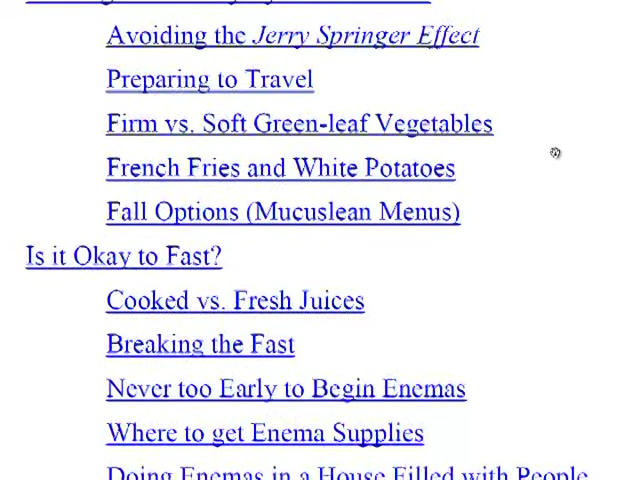 Avoiding the Jerry Springer Effect
Preparing to Travel
Firm vs. Soft Green-leaf Vegetables
French Fries and White Potatoes
Fall Options (Mucuslean Menus)
Is it Okay to Fast?
Cooked vs. Fresh Juices
Breaking the Fast
Never too Early to Begin Enemas
Where to get Enema Supplies
Doing Enemas in a House Filled with People